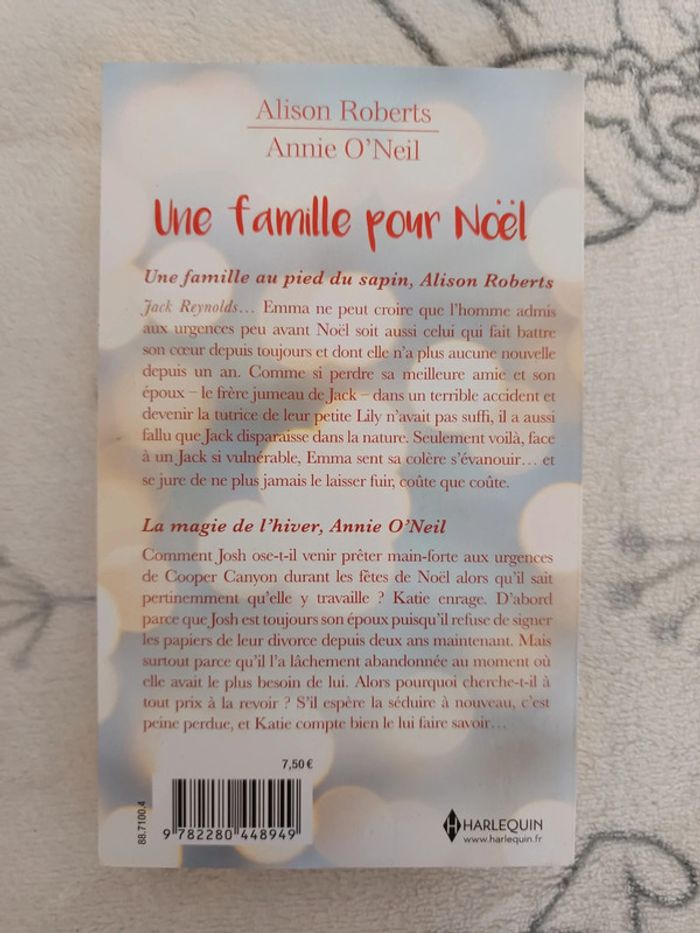 Alison Roberts
Annie O'Neil
Une famille pour Noël
Une famille au pied du sapin, Alison Roberts
Jack Reynolds... Emma ne peut croire que l'homme admis
aux urgences peu avant Noël soit aussi celui qui fait battre
son cœur depuis toujours et dont elle n'a plus aucune nouvelle
depuis un an. Comme si perdre sa meilleure amie et son
époux – le frère jumeau de Jack – dans un terrible accident et
devenir la tutrice de leur petite Lily n'avait pas suffi, il a aussi
fallu que Jack disparaisse dans la nature. Seulement voilà, face
à un Jack si vulnérable, Emma sent sa colère s'évanouir... et
se jure de ne plus jamais le laisser fuir, coûte que coûte.
La magie de l'hiver, Annie O'Neil
Comment Josh ose-t-il venir prêter main-forte aux urgences
de Cooper Canyon durant les fêtes de Noël alors qu'il sait
pertinemment qu'elle y travaille ? Katie enrage. D'abord
parce que Josh est toujours son époux puisqu'il refuse de signer
les papiers de leur divorce depuis deux ans maintenant. Mais
surtout parce qu'il l'a lâchement abandonnée au moment où
elle avait le plus besoin de lui. Alors pourquoi cherche-t-il à
tout prix à la revoir ? S'il espère la séduire à nouveau, c'est
peine perdue, et Katie compte bien le lui faire savoir...
7,50 €
88.7100.4
9 782280 448949
H HARLEQUIN
www.harlequin.fr